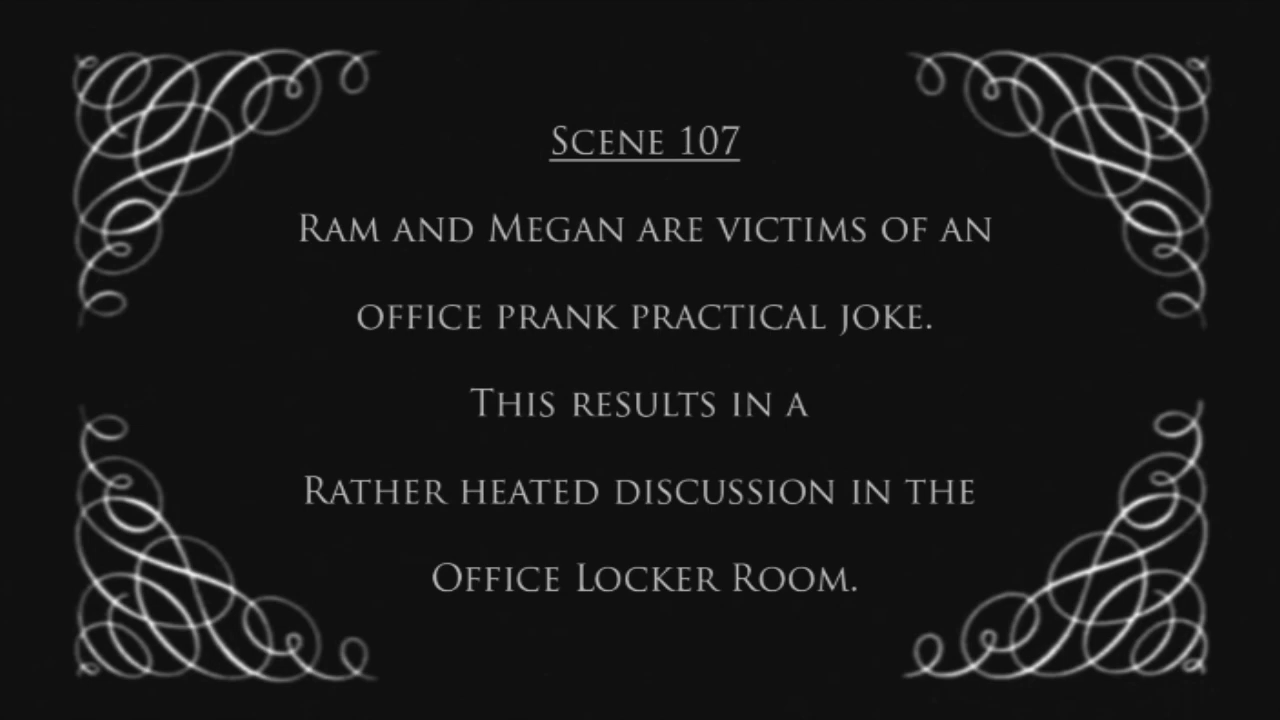 Scene 107
Ram and Megan are victims of an
office prank practical joke.
This results in a
Rather heated discussion in the
Office Locker Room.